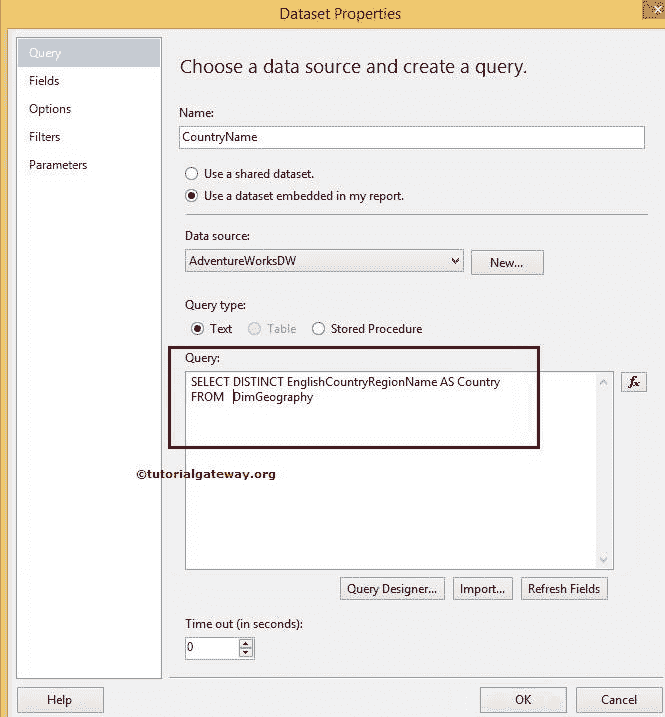 Dataset Properties
Query
Fields
Options
Filters
Parameters
Choose a data source and create a query.
Name:
CountryName
Use a shared dataset.
Use a dataset embedded in my report.
Data source:
AdventureWorksDW
New...
Query type:
Text Table Stored Procedure
Query:
SELECT DISTINCT EnglishCountryRegionName AS Country
FROM DimGeography
fx
©tutorialgateway.org
Query Designer... Import... Refresh Fields
Time out (in seconds):
0
Help OK Cancel